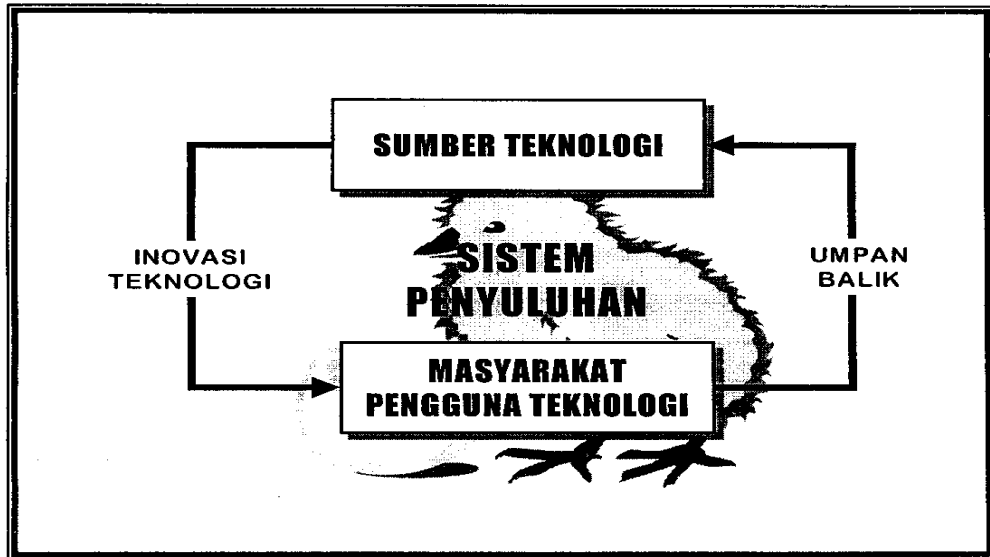 SUMBER TEKNOLOGI
INOVASI
TEKNOLOGI
SISTEM
PENYULUHAN
UMPAN
BALIK
MASYARAKAT
PENGGUNA TEKNOLOGI